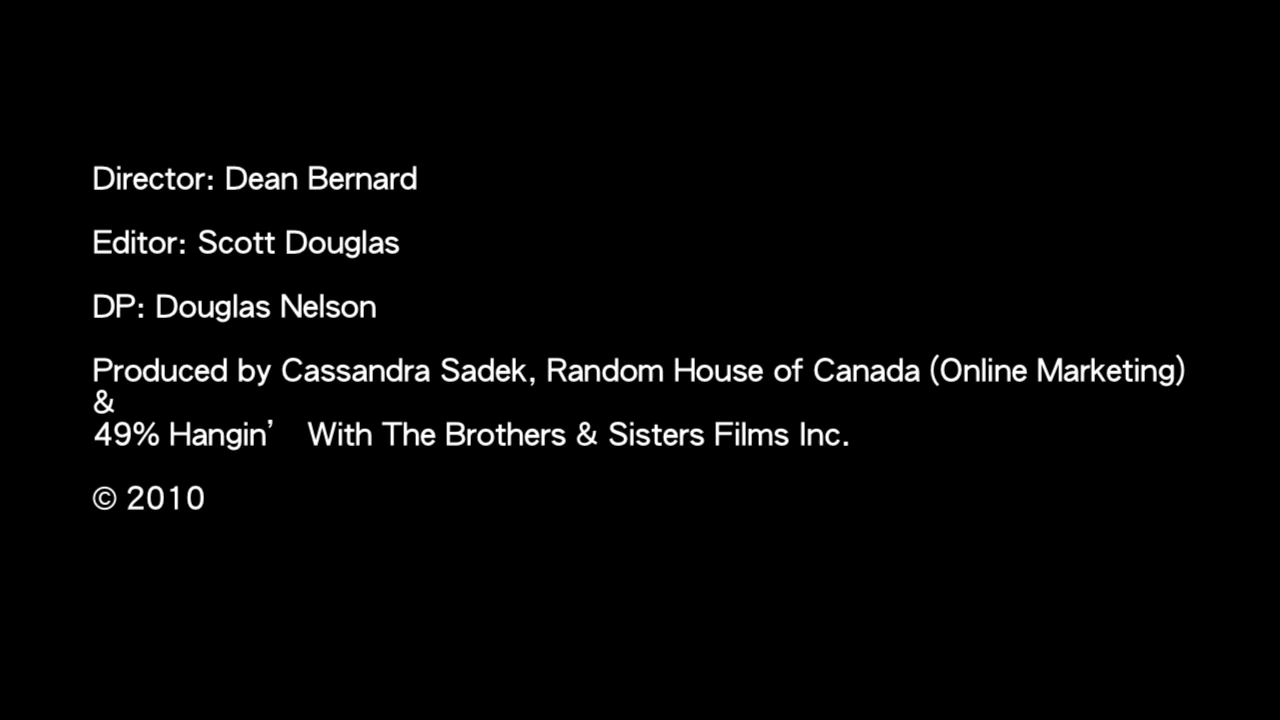 Director: Dean Bernard
Editor: Scott Douglas
DP: Douglas Nelson
Produced by Cassandra Sadek, Random House of Canada (Online Marketing)
&
49% Hangin’ With The Brothers & Sisters Films Inc.
© 2010